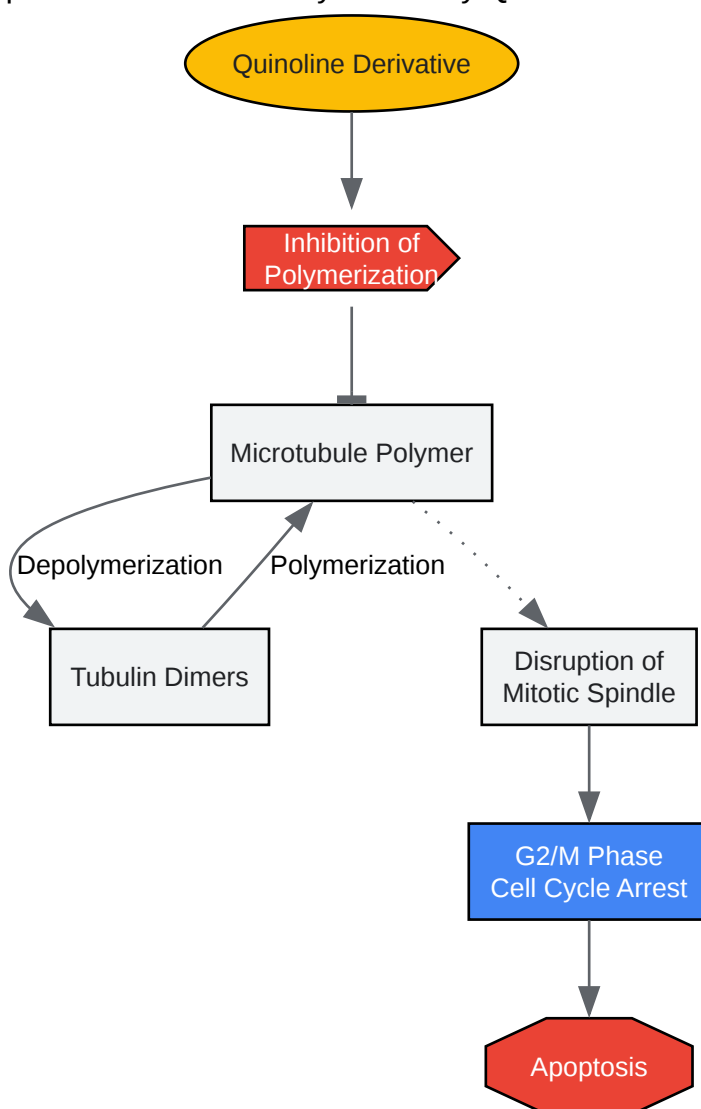 Quinoline Derivative
Inhibition of
Polymerization
Microtubule Polymer
Depolymerization
Polymerization
Tubulin Dimers
Disruption of
Mitotic Spindle
G2/M Phase
Cell Cycle Arrest
Apoptosis